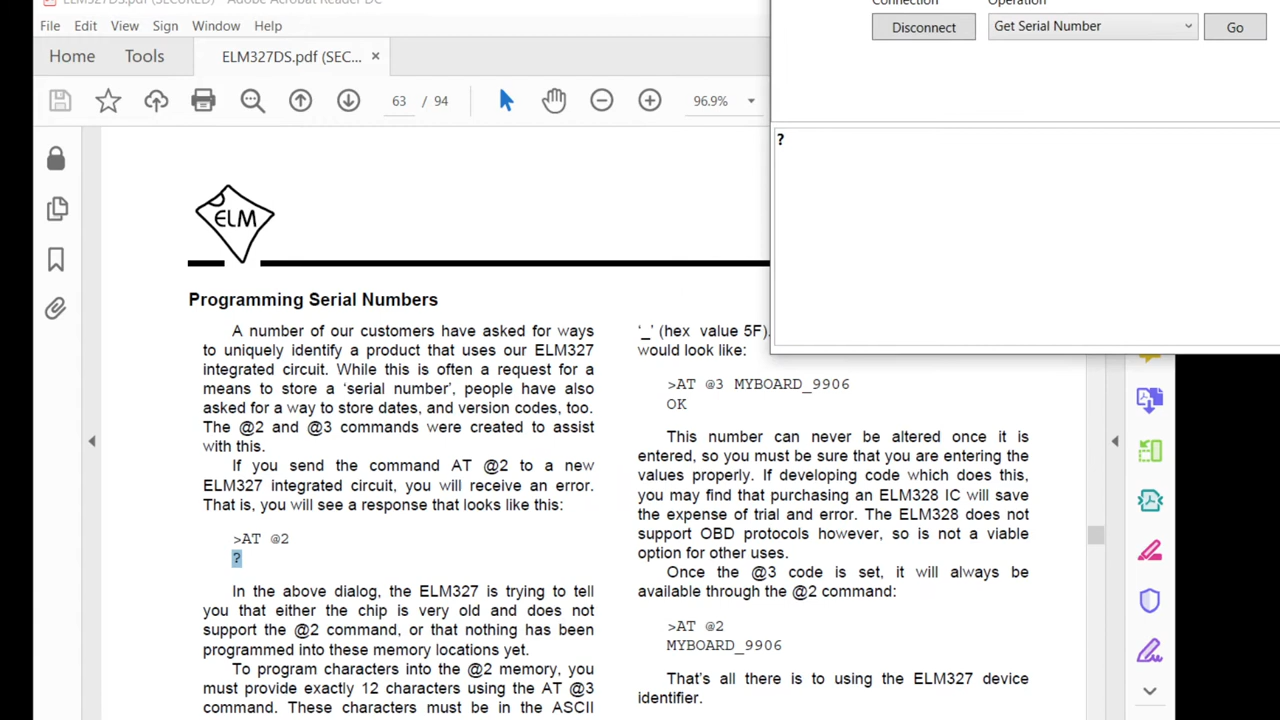 ELM327DS.pdf (SECURED) - Adobe Acrobat Reader DC
File Edit View Sign Window Help
Home Tools ELM327DS.pdf (SEC... ×
63 / 94 96.9%
Connection Operation
Disconnect Get Serial Number Go
?
ELM
Programming Serial Numbers
A number of our customers have asked for ways
to uniquely identify a product that uses our ELM327
integrated circuit. While this is often a request for a
means to store a ‘serial number’, people have also
asked for a way to store dates, and version codes, too.
The @2 and @3 commands were created to assist
with this.
If you send the command AT @2 to a new
ELM327 integrated circuit, you will receive an error.
That is, you will see a response that looks like this:
>AT @2
?
In the above dialog, the ELM327 is trying to tell
you that either the chip is very old and does not
support the @2 command, or that nothing has been
programmed into these memory locations yet.
To program characters into the @2 memory, you
must provide exactly 12 characters using the AT @3
command. These characters must be in the ASCII
‘_’ (hex value 5F).
would look like:
>AT @3 MYBOARD_9906
OK
This number can never be altered once it is
entered, so you must be sure that you are entering the
values properly. If developing code which does this,
you may find that purchasing an ELM328 IC will save
the expense of trial and error. The ELM328 does not
support OBD protocols however, so is not a viable
option for other uses.
Once the @3 code is set, it will always be
available through the @2 command:
>AT @2
MYBOARD_9906
That’s all there is to using the ELM327 device
identifier.